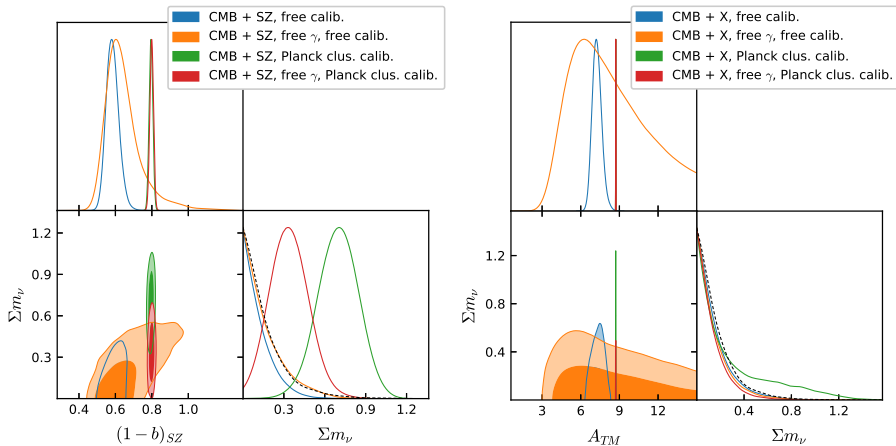 CMB + SZ, free calib.
CMB + SZ, free γ, free calib.
CMB + SZ, Planck clus. calib.
CMB + SZ, free γ, Planck clus. calib.
1.2
0.9
0.6
0.3
Σm_ν
0.4 0.6 0.8 1.0
(1 − b)_{SZ}
0.3 0.6 0.9 1.2
Σm_ν
CMB + X, free calib.
CMB + X, free γ, free calib.
CMB + X, Planck clus. calib.
CMB + X, free γ, Planck clus. calib.
1.2
0.8
0.4
Σm_ν
3 6 9 12
A_{TM}
0.4 0.8 1.2
Σm_ν